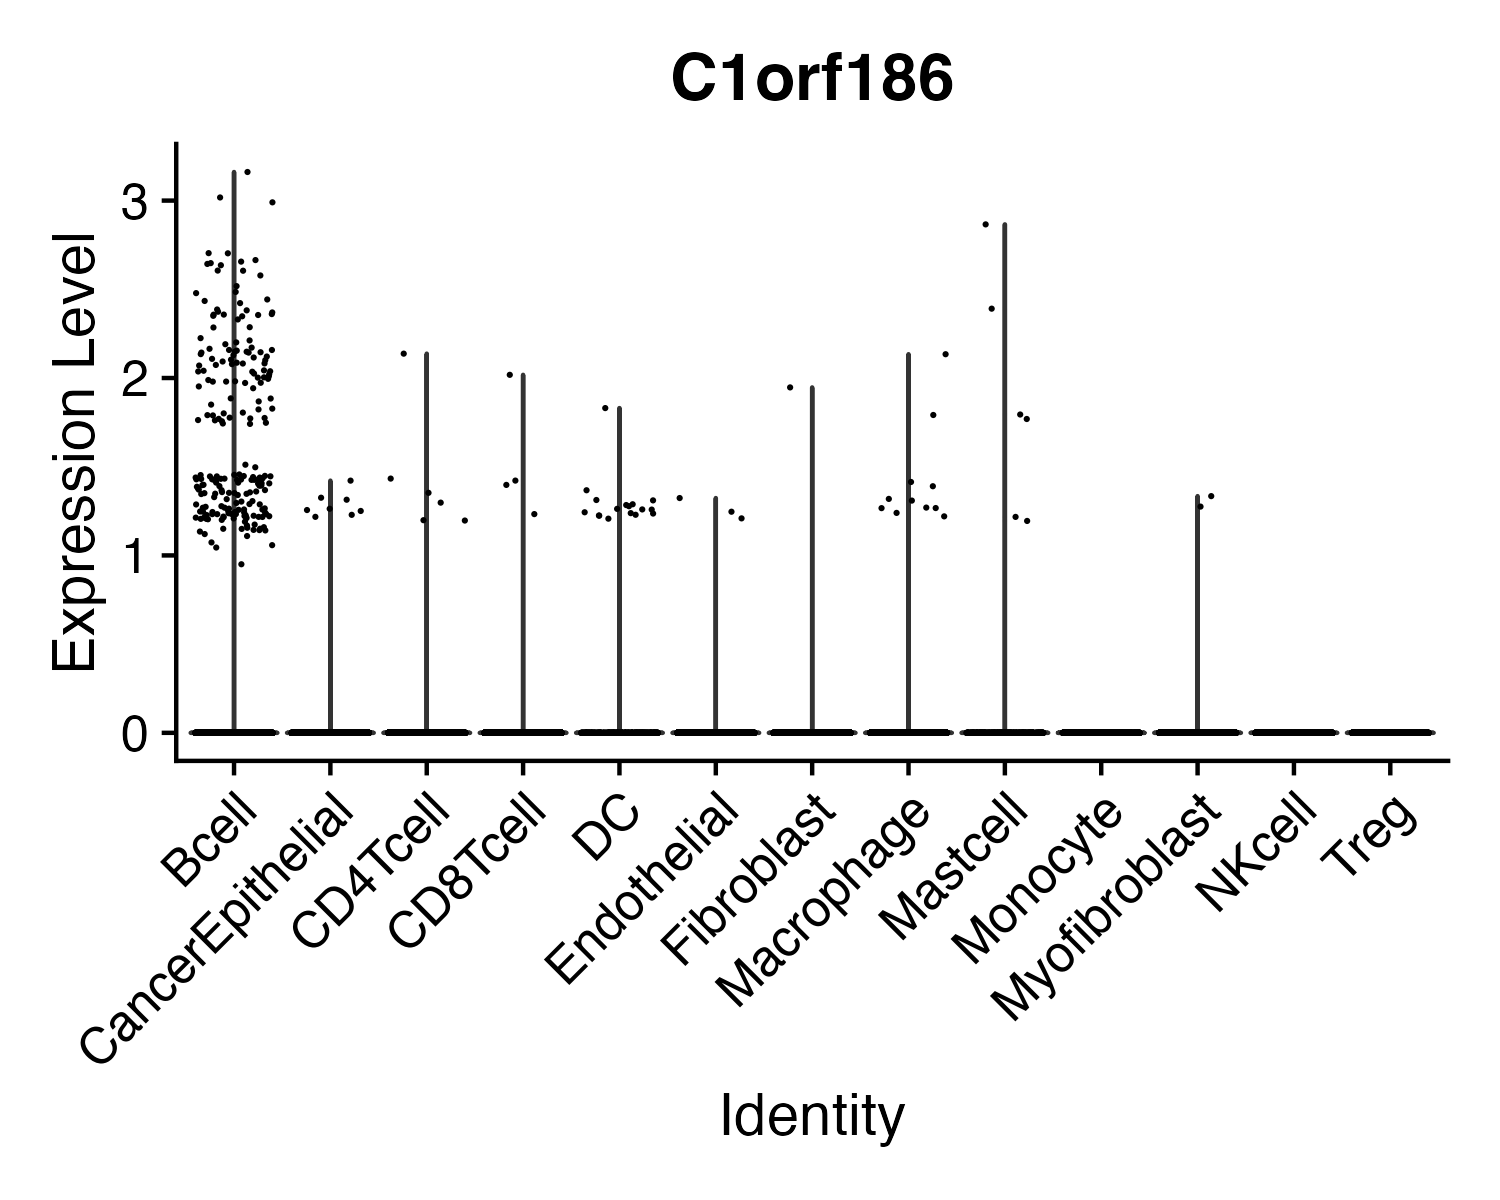 C1orf186
Expression Level
3
2
1
0
Bcell
CancerEpithelial
CD4Tcell
CD8Tcell
DC
Endothelial
Fibroblast
Macrophage
Mastcell
Monocyte
Myofibroblast
NKcell
Treg
Identity